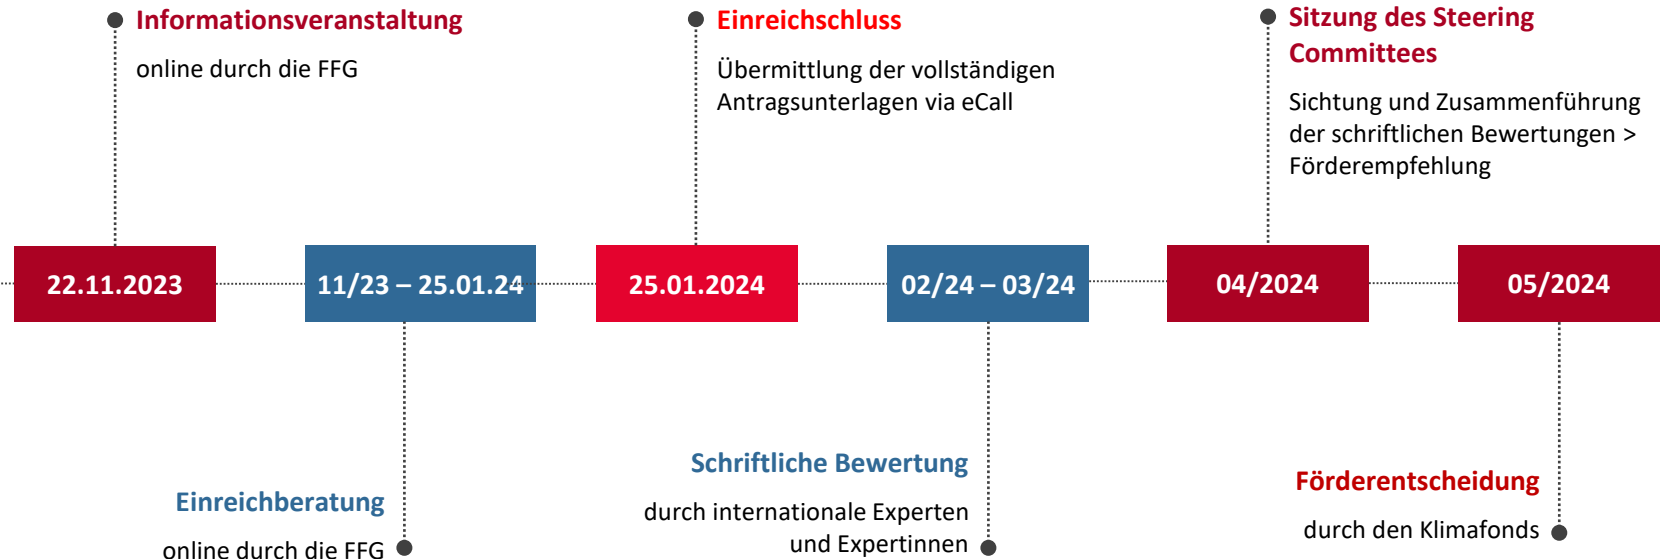 Informationsveranstaltung
online durch die FFG
Einreichschluss
Übermittlung der vollständigen
Antragsunterlagen via eCall
Sitzung des Steering
Committees
Sichtung und Zusammenführung
der schriftlichen Bewertungen >
Förderempfehlung
22.11.2023
11/23 – 25.01.24
25.01.2024
02/24 – 03/24
04/2024
05/2024
Einreichberatung
online durch die FFG
Schriftliche Bewertung
durch internationale Experten
und Expertinnen
Förderentscheidung
durch den Klimafonds